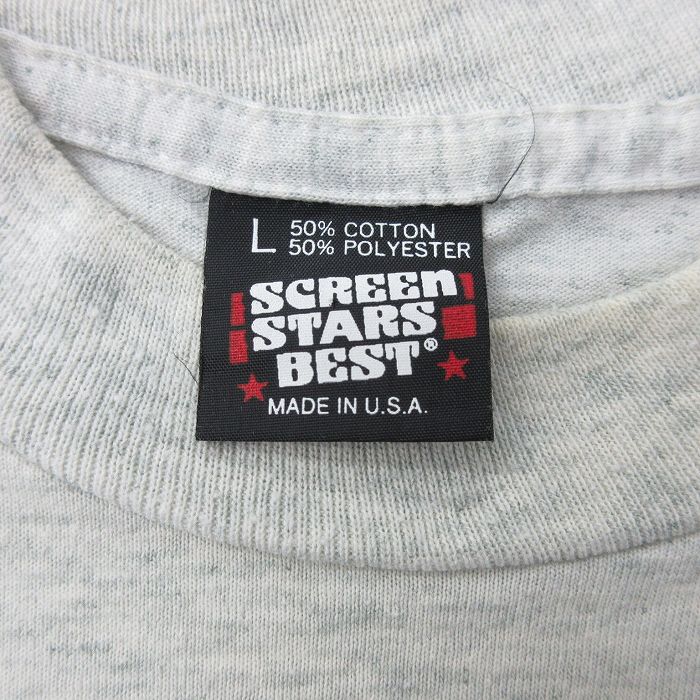 L 50% COTTON
50% POLYESTER
SCREEN
STARS
BEST®
MADE IN U.S.A.